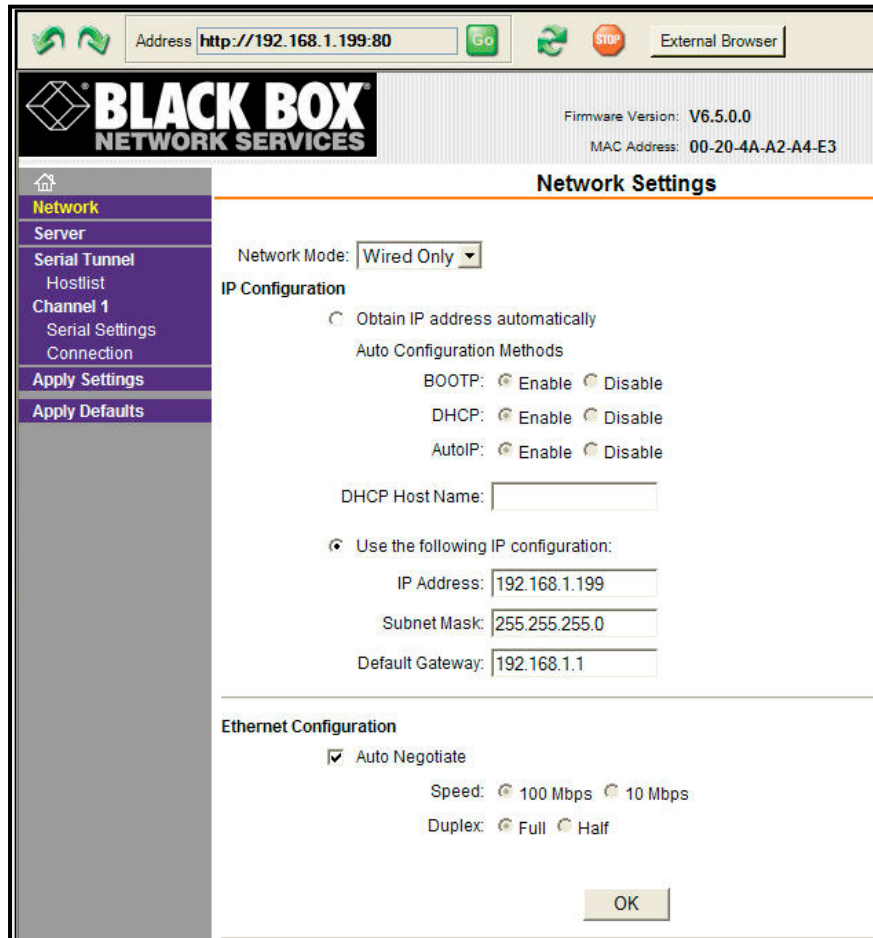 Address http://192.168.1.199:80 Go STOP External Browser
BLACK BOX®
NETWORK SERVICES
Firmware Version: V6.5.0.0
MAC Address: 00-20-4A-A2-A4-E3
Network
Server
Serial Tunnel
Hostlist
Channel 1
Serial Settings
Connection
Apply Settings
Apply Defaults
Network Settings
Network Mode: Wired Only
IP Configuration
Obtain IP address automatically
Auto Configuration Methods
BOOTP: Enable Disable
DHCP: Enable Disable
AutoIP: Enable Disable
DHCP Host Name:
Use the following IP configuration:
IP Address: 192.168.1.199
Subnet Mask: 255.255.255.0
Default Gateway: 192.168.1.1
Ethernet Configuration
Auto Negotiate
Speed: 100 Mbps 10 Mbps
Duplex: Full Half
OK